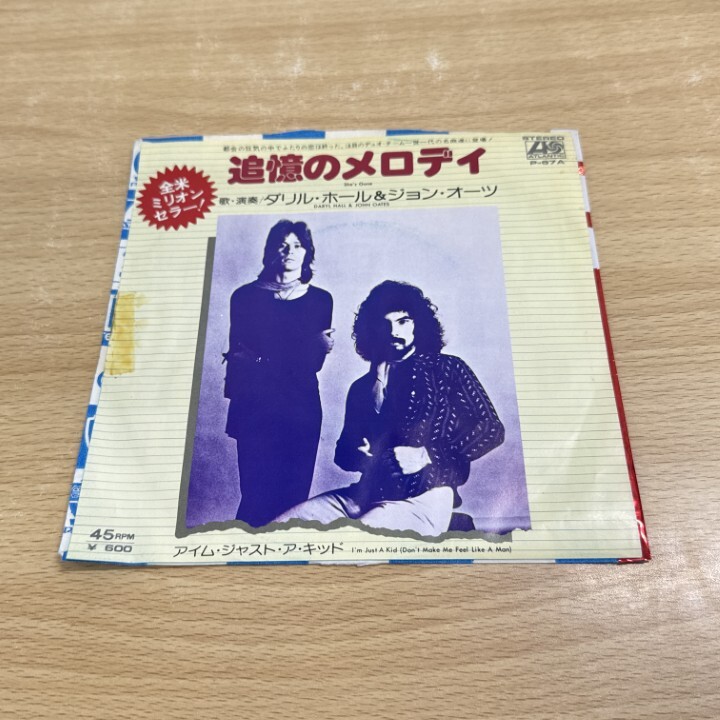 STEREO
ATLANTIC
P-67A
追憶のメロディ
She's Gone
全米
ミリオン
セラー!
歌・演奏/ダリル・ホール&ジョン・オーツ
DARYL HALL & JOHN OATES
45RPM
¥ 600
アイム・ジャスト・ア・キッド I'm Just A Kid (Don't Make Me Feel Like A Man)